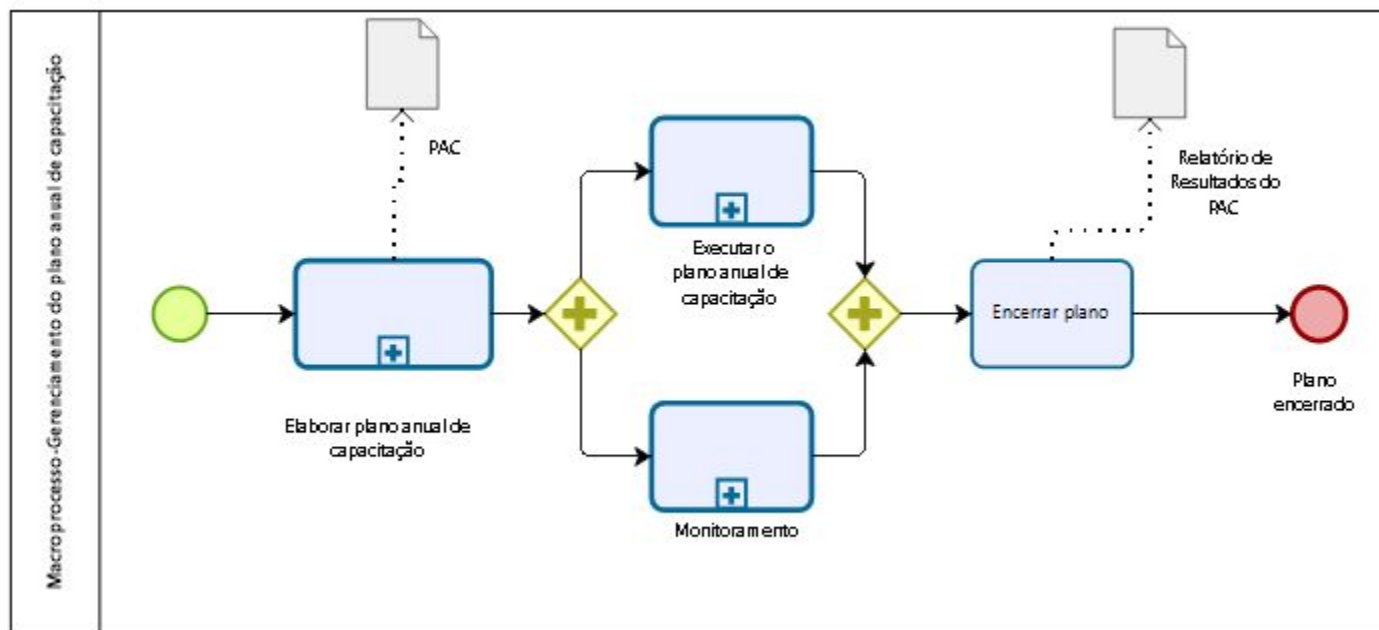 Macroprocesso-Gerenciamento do plano anual de capacitação
PAC
Elaborar plano anual de
capacitação
Executar o
plano anual de
capacitação
Monitoramento
Encerrar plano
Relatório de
Resultados do
PAC
Plano
encerrado